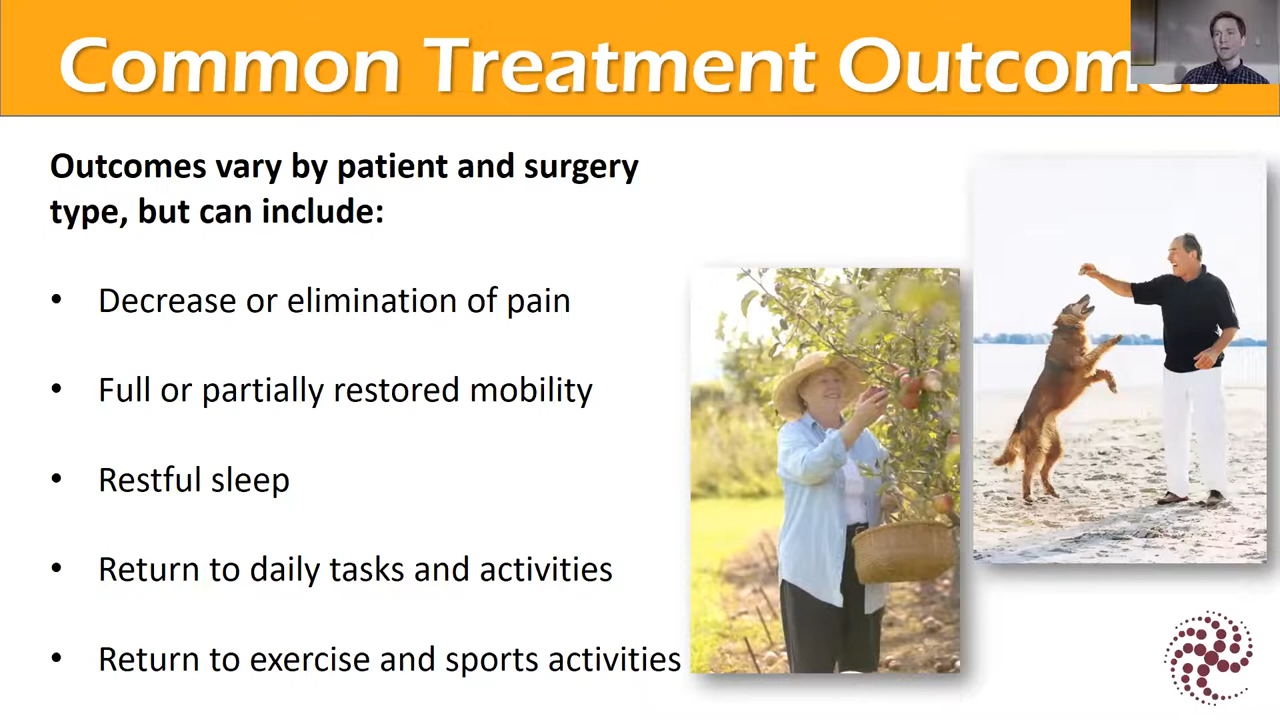 Common Treatment Outcomes
Outcomes vary by patient and surgery
type, but can include:
• Decrease or elimination of pain
• Full or partially restored mobility
• Restful sleep
• Return to daily tasks and activities
• Return to exercise and sports activities